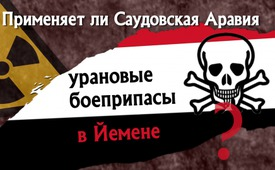 Применяет ли Саудовская Аравия
урановые
боеприпасы
в Йемене
?